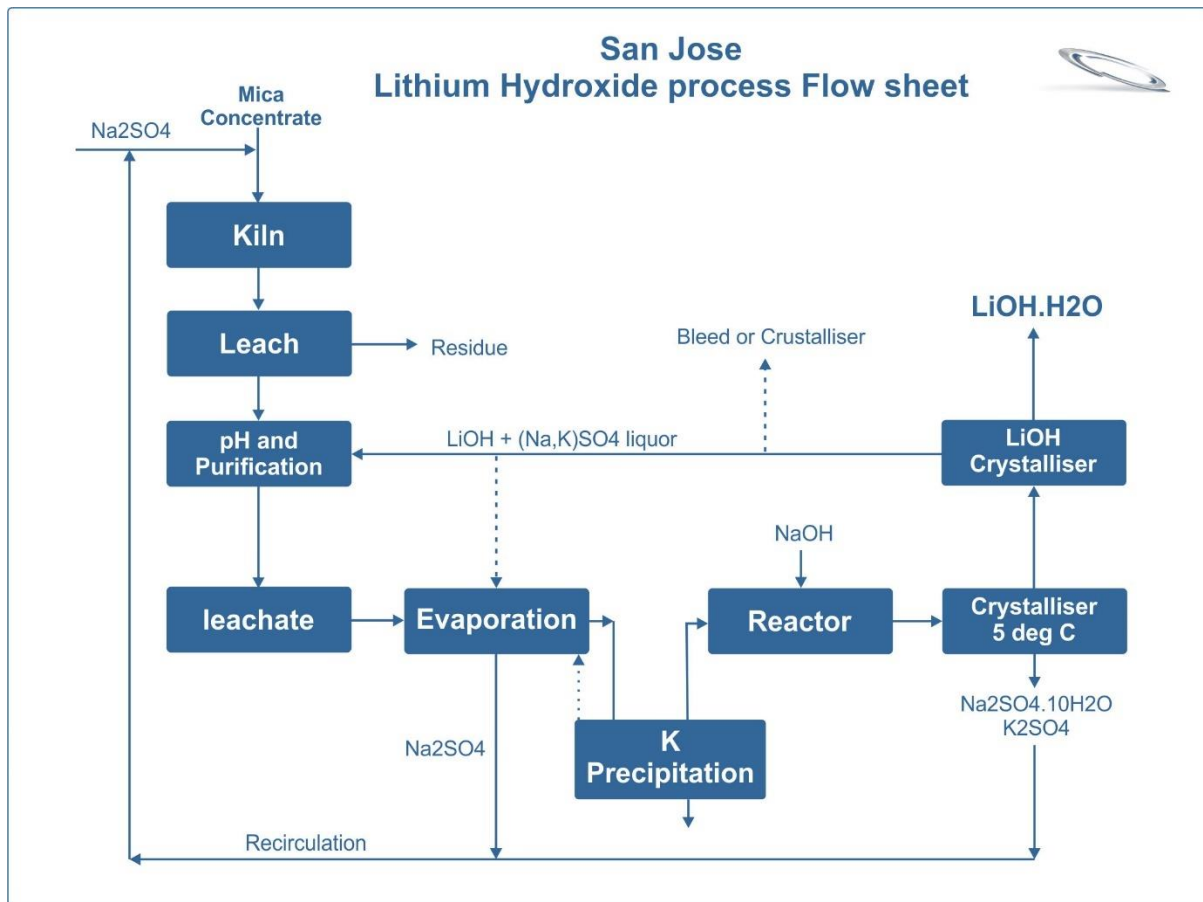 San Jose
Lithium Hydroxide process Flow sheet
Mica
Concentrate
Na2SO4
Kiln
LiOH.H2O
Leach
Residue
Bleed or Crustalliser
pH and
Purification
LiOH + (Na,K)SO4 liquor
LiOH
Crystalliser
NaOH
leachate
Evaporation
Reactor
Crystalliser
5 deg C
Na2SO4.10H2O
K2SO4
Na2SO4
K
Precipitation
Recirculation